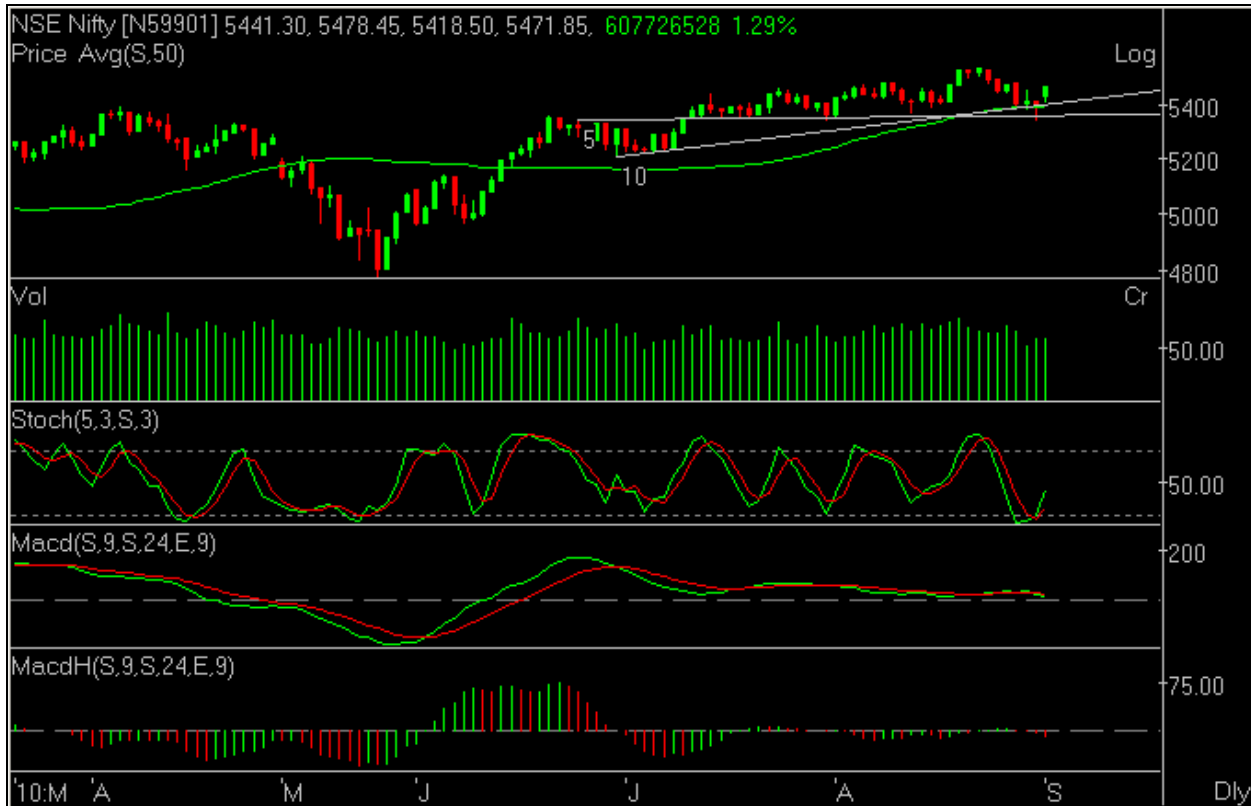 NSE Nifty [N59901] 5441.30, 5478.45, 5418.50, 5471.85, 607726528 1.29%
Price Avg(S,50) Log
5400
5
5200
10
5000
4800
Vol Cr
50.00
Stoch(5,3,S,3)
50.00
Macd(S,9,S,24,E,9)
200
MacdH(S,9,S,24,E,9)
75.00
'10:M 'A 'M 'J 'J 'A 'S Dly